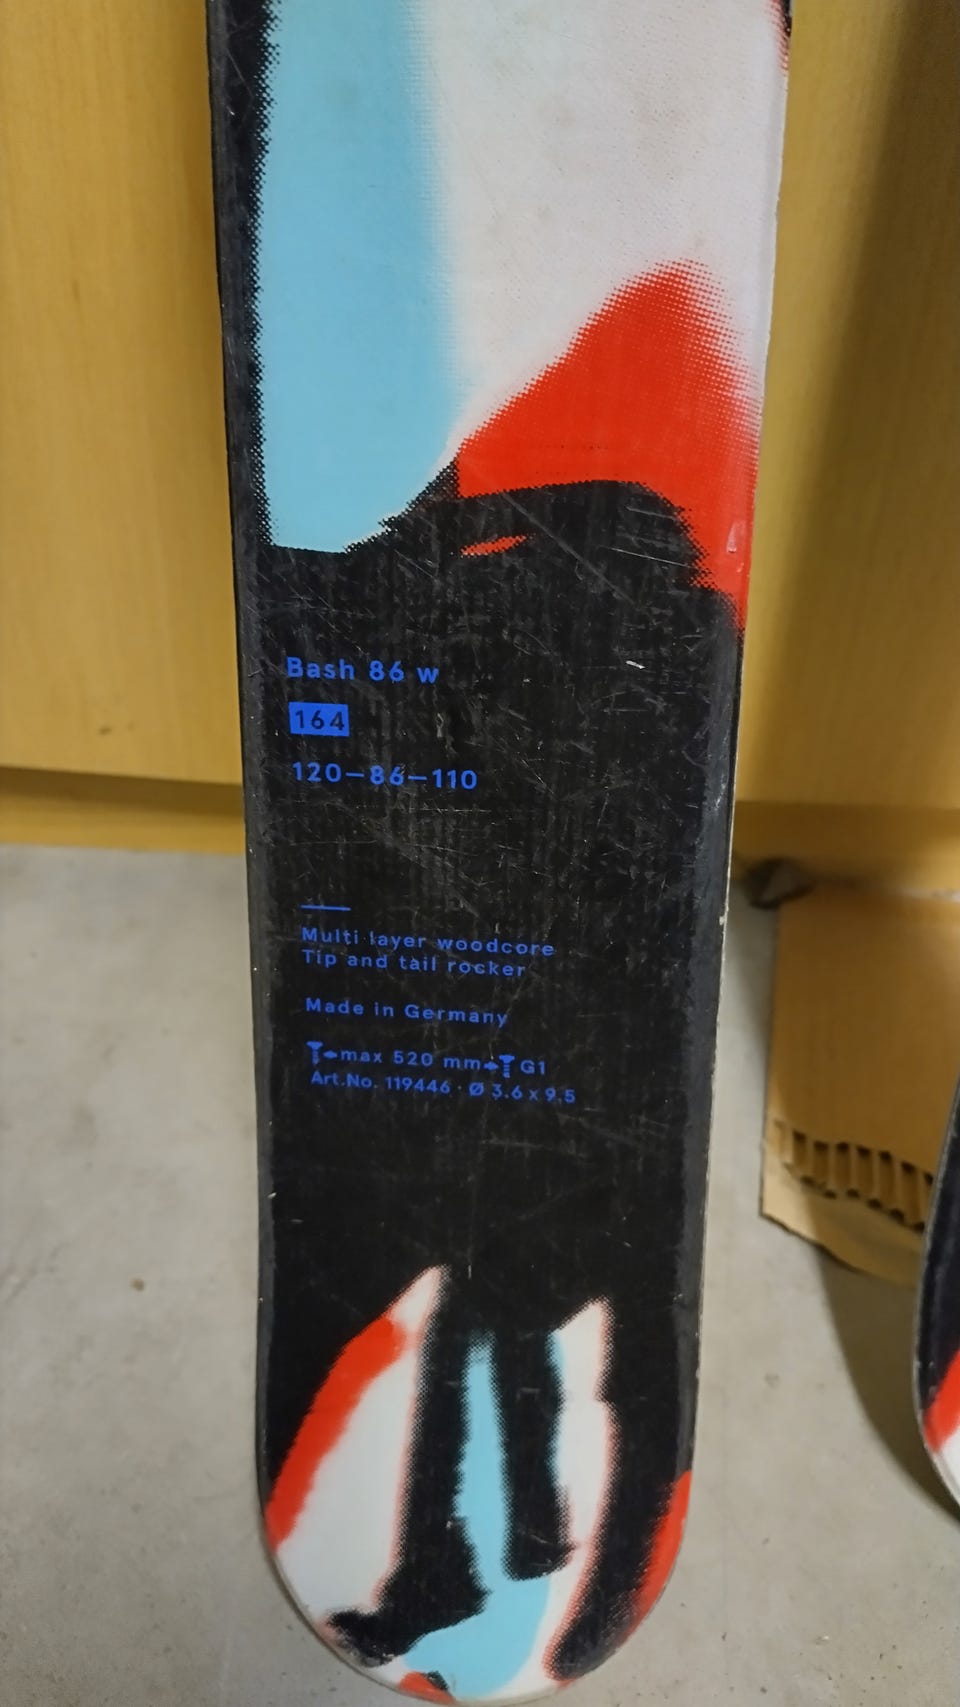 Bash 86 w
164
120–86–110
Multi layer woodcore
Tip and tail rocker
Made in Germany
max 520 mm G1
Art.No. 119446 · Ø 3.6 x 9.5